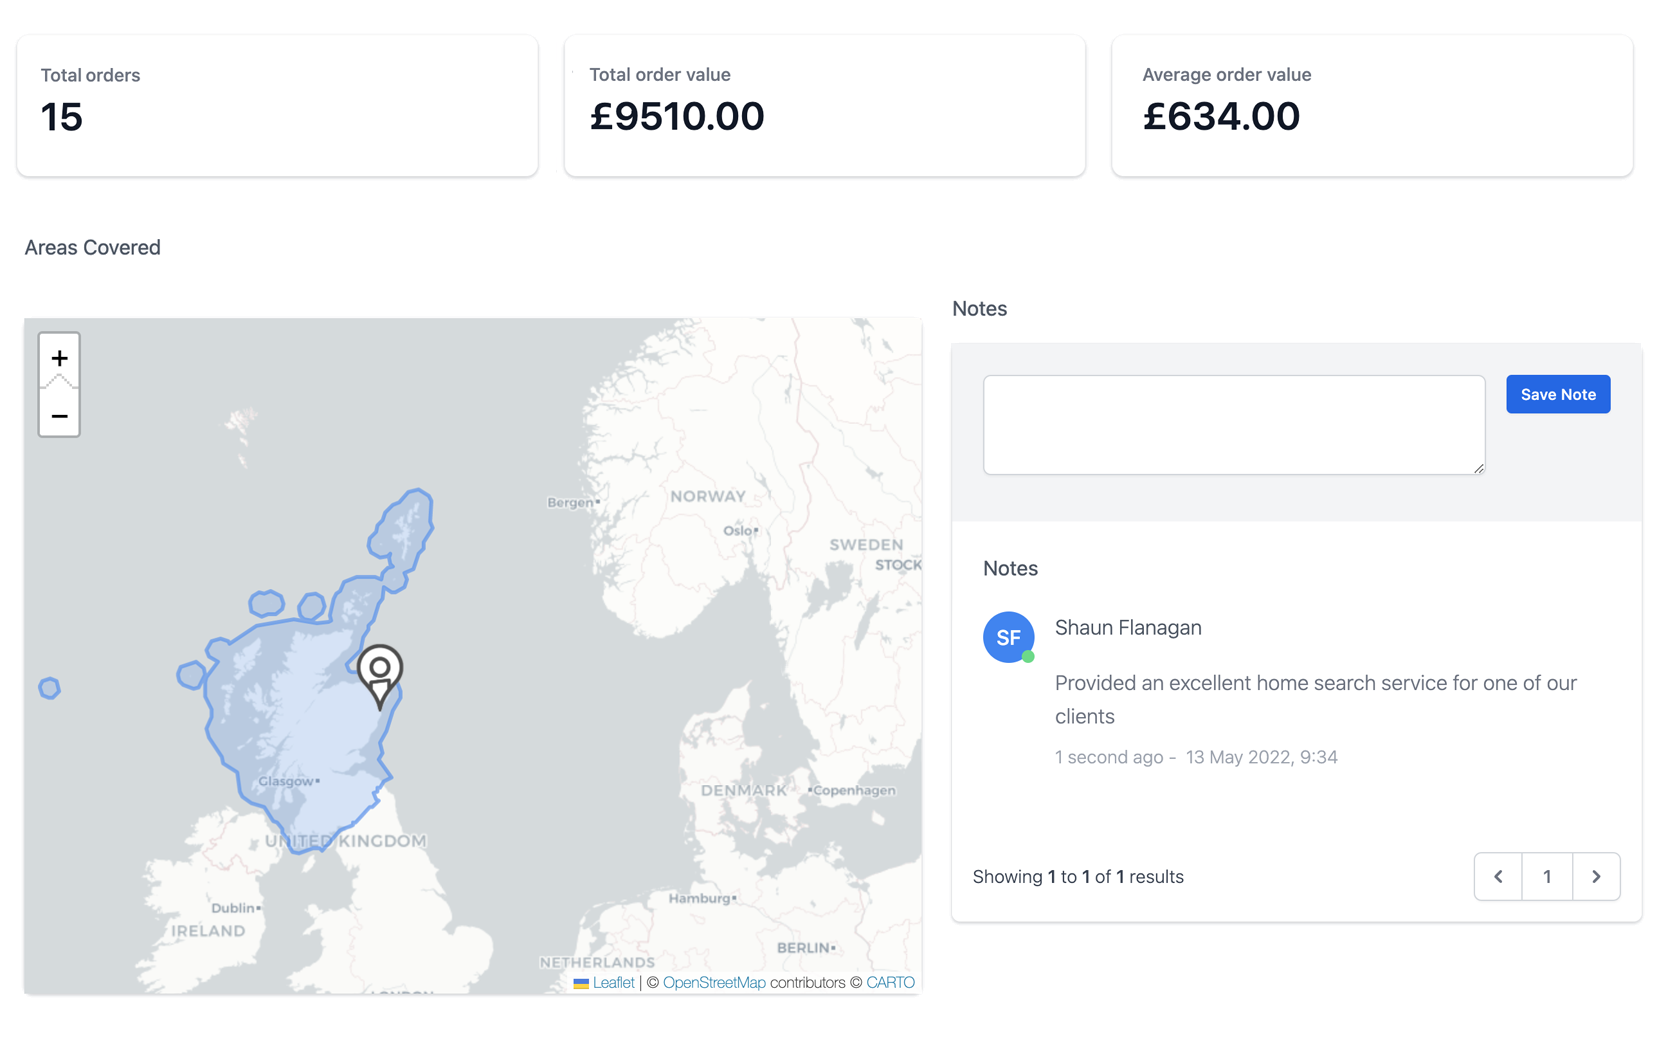 Total orders
15
Total order value
£9510.00
Average order value
£634.00
Areas Covered
+
−
NORWAY
Bergen
Oslo
SWEDEN
STOCK
Glasgow
DENMARK
Copenhagen
UNITED KINGDOM
Dublin
IRELAND
Hamburg
BERLIN
NETHERLANDS
LONDON
Leaflet | © OpenStreetMap contributors © CARTO
Notes
Save Note
Notes
SF
Shaun Flanagan
Provided an excellent home search service for one of our
clients
1 second ago - 13 May 2022, 9:34
Showing 1 to 1 of 1 results
1